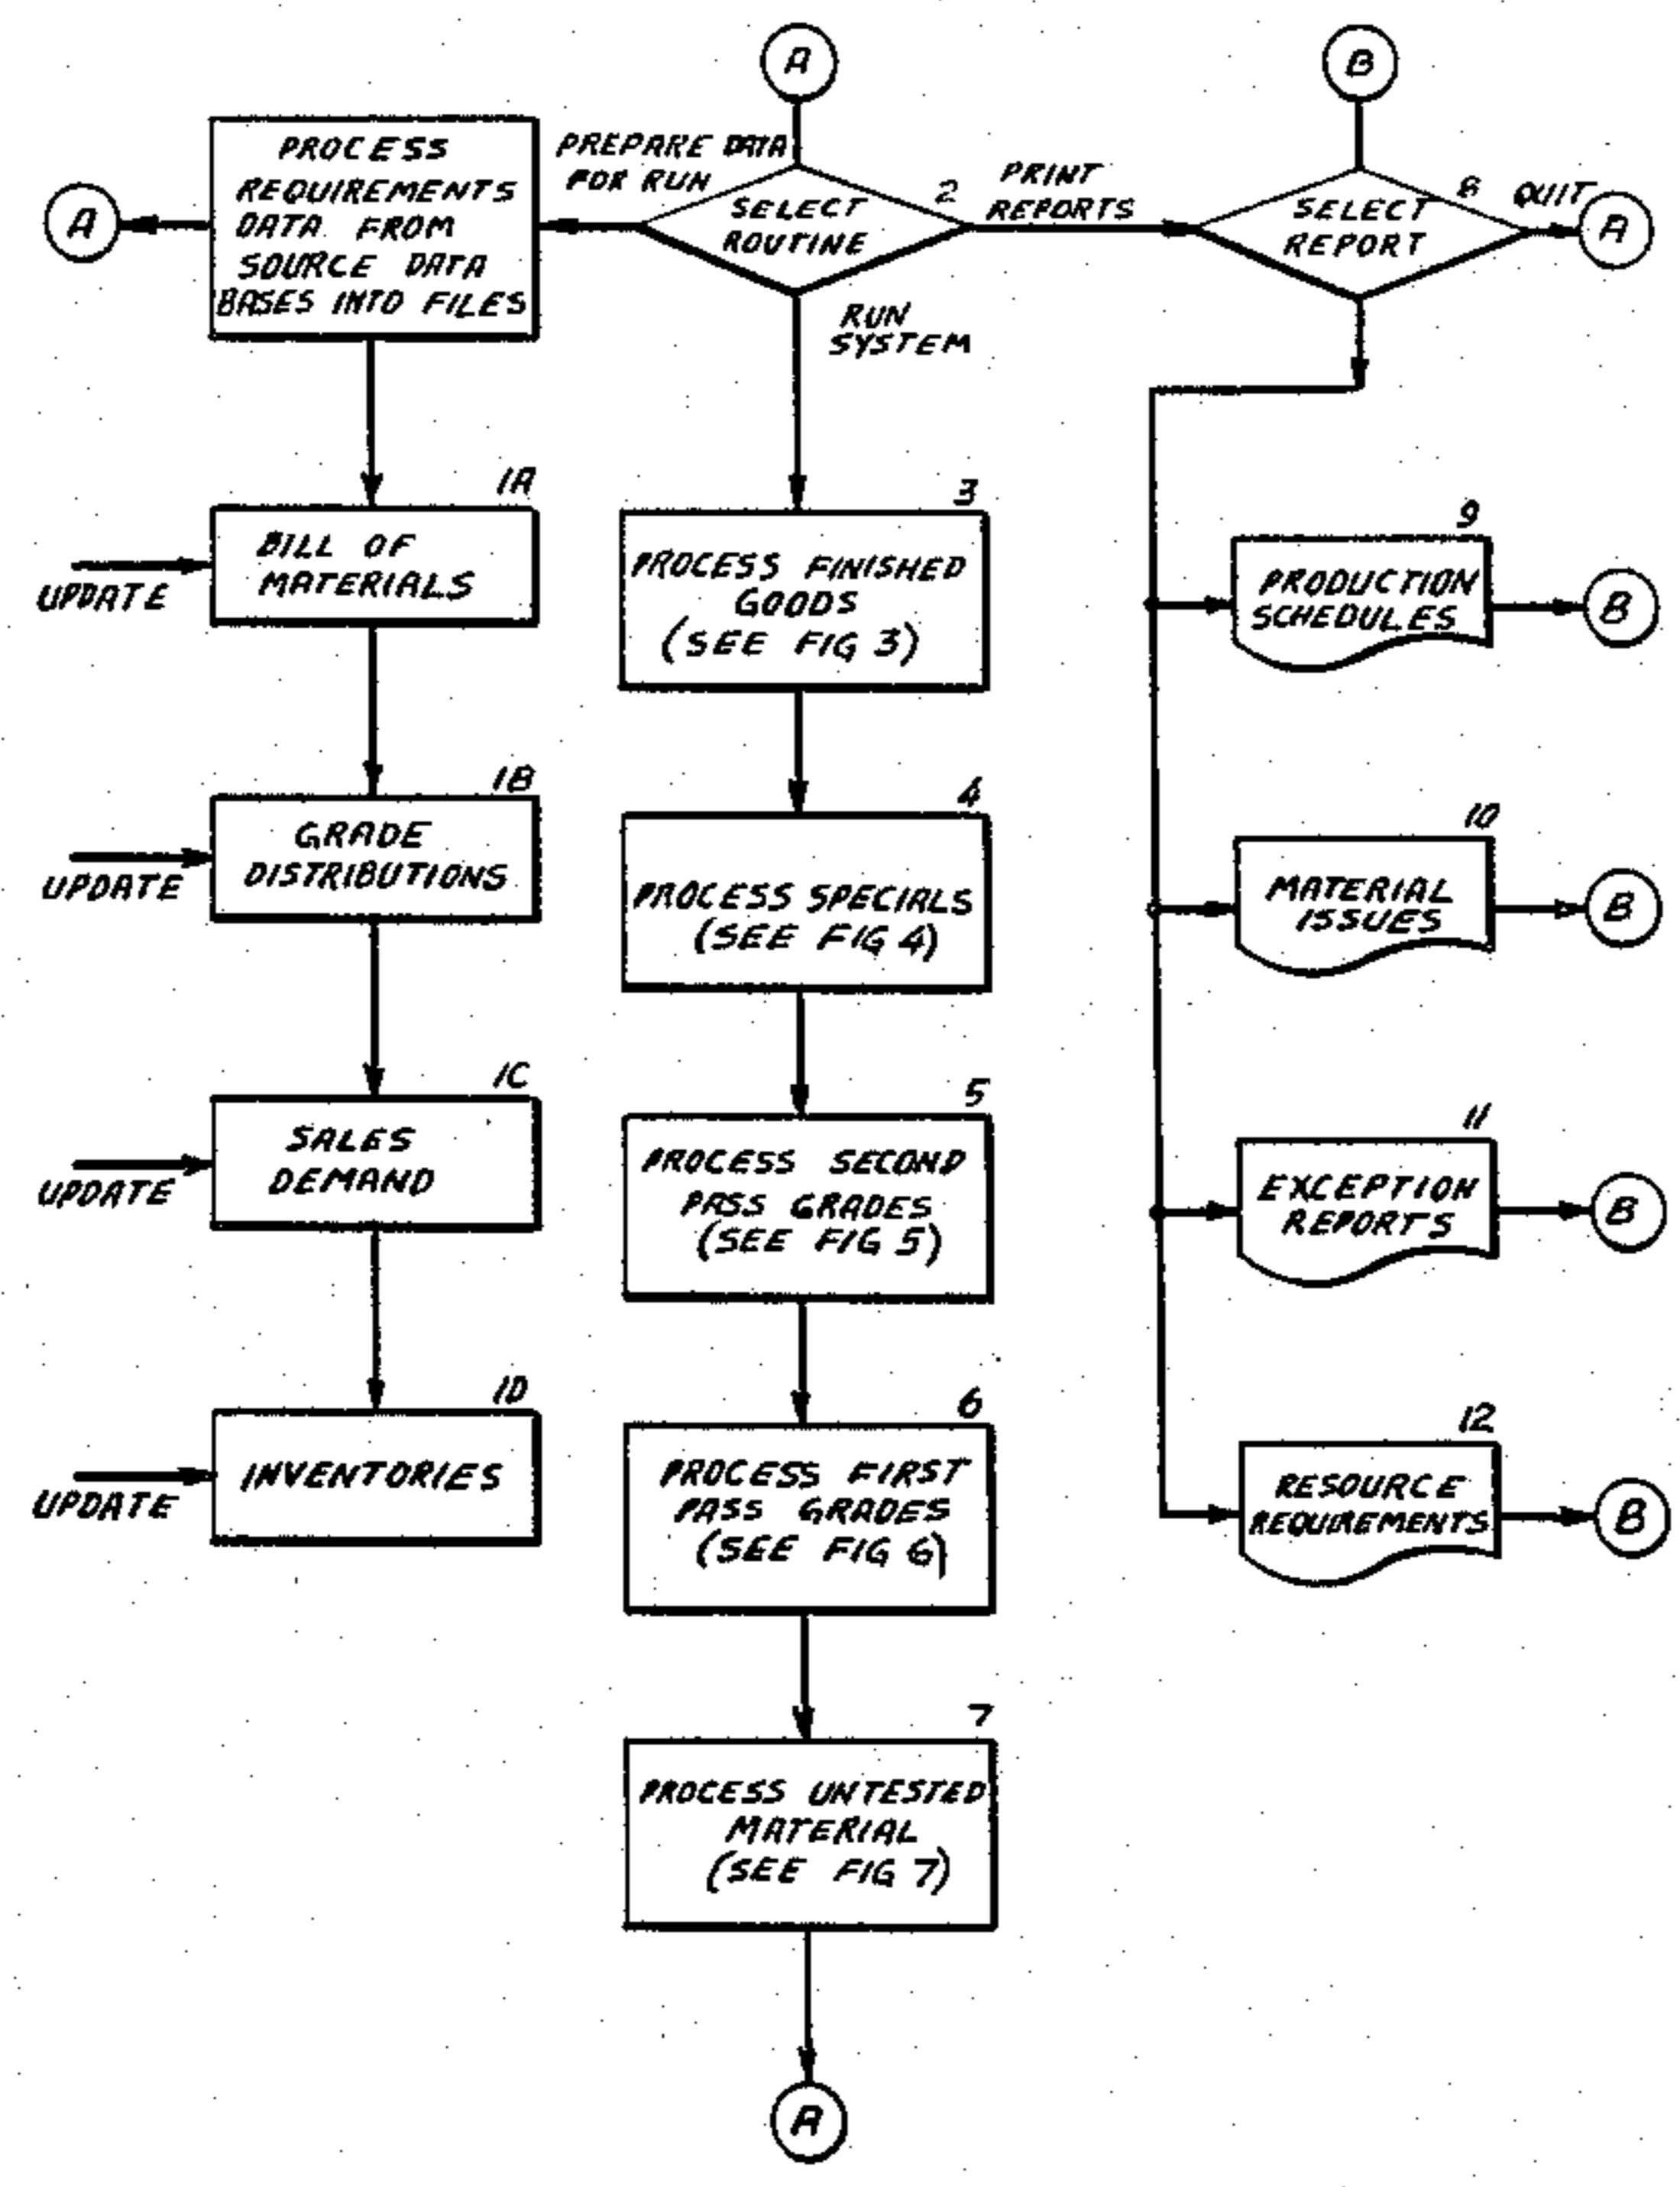 A
B
PROCESS
REQUIREMENTS
DATA FROM
SOURCE DATA
BASES INTO FILES
A
PREPARE DATA
FOR RUN
2
SELECT
ROUTINE
PRINT
REPORTS
8
SELECT
REPORT
QUIT
A
RUN
SYSTEM
1A
BILL OF
MATERIALS
UPDATE
1B
GRADE
DISTRIBUTIONS
UPDATE
1C
SALES
DEMAND
UPDATE
1D
INVENTORIES
UPDATE
3
PROCESS FINISHED
GOODS
(SEE FIG 3)
4
PROCESS SPECIALS
(SEE FIG 4)
5
PROCESS SECOND
PASS GRADES
(SEE FIG 5)
6
PROCESS FIRST
PASS GRADES
(SEE FIG 6)
7
PROCESS UNTESTED
MATERIAL
(SEE FIG 7)
A
9
PRODUCTION
SCHEDULES
B
10
MATERIAL
ISSUES
B
11
EXCEPTION
REPORTS
B
12
RESOURCE
REQUIREMENTS
B